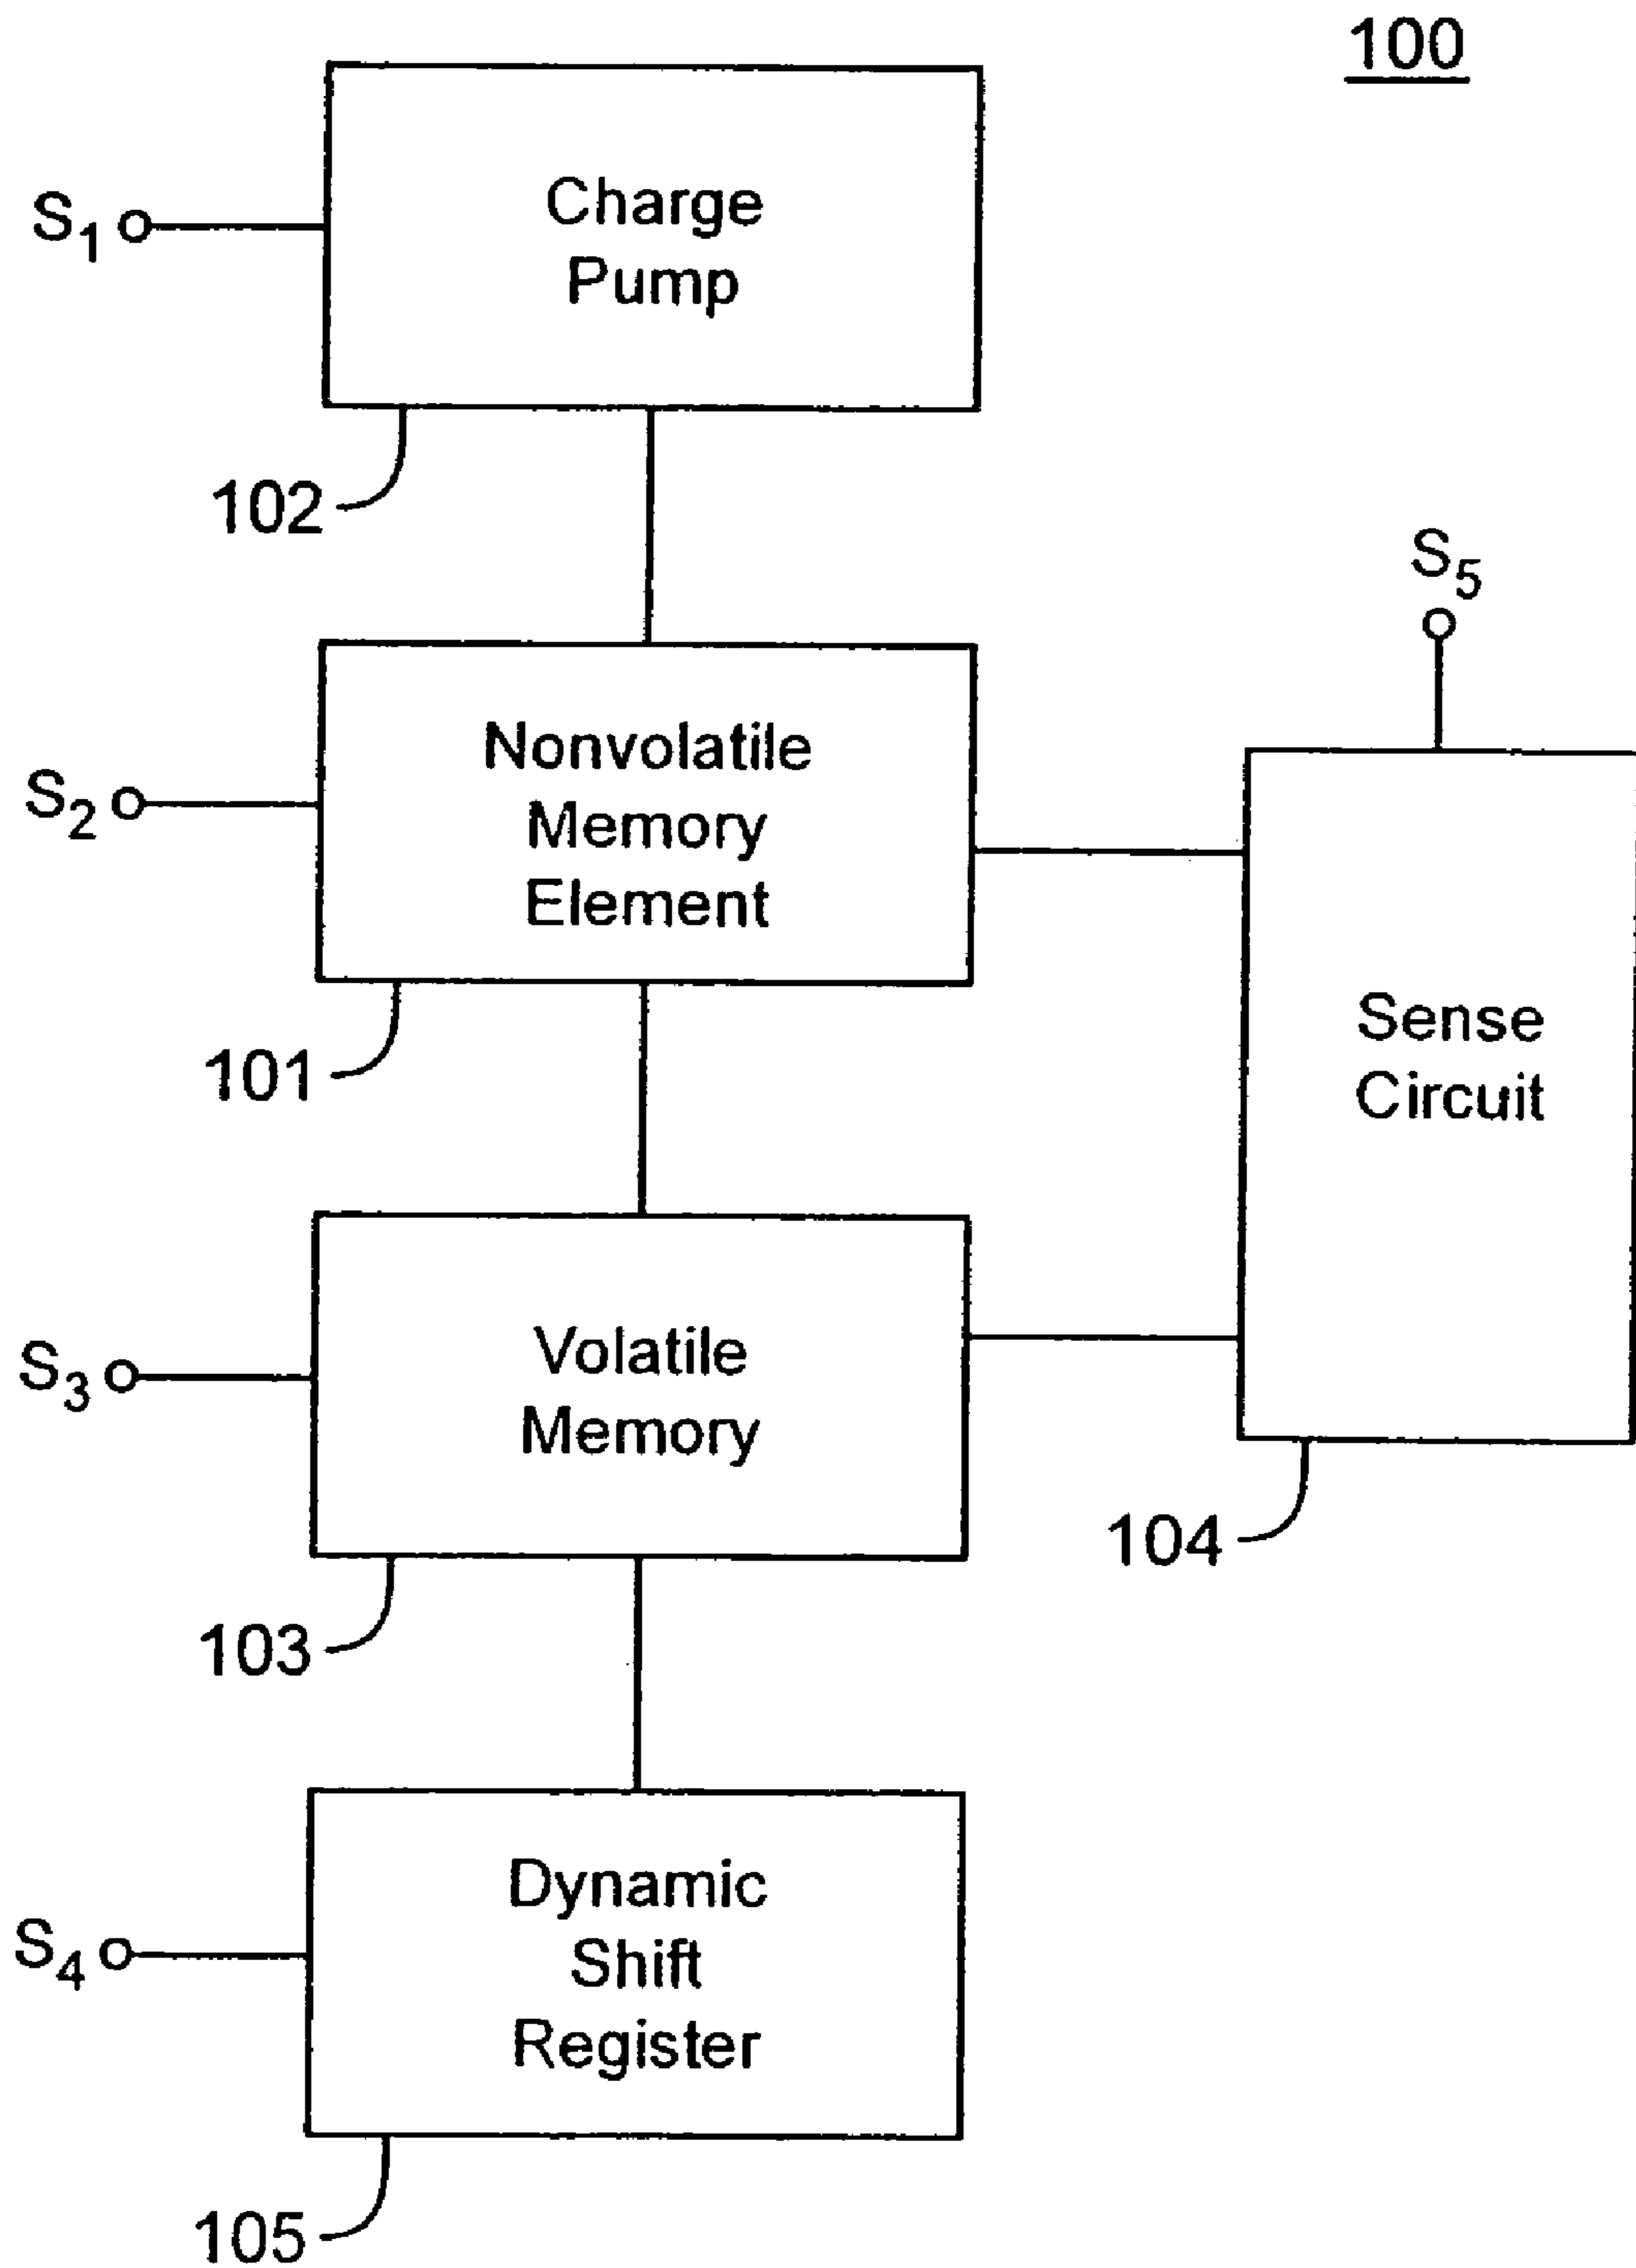 100
S1
Charge
Pump
102
S5
S2
Nonvolatile
Memory
Element
101
Sense
Circuit
S3
Volatile
Memory
104
103
S4
Dynamic
Shift
Register
105